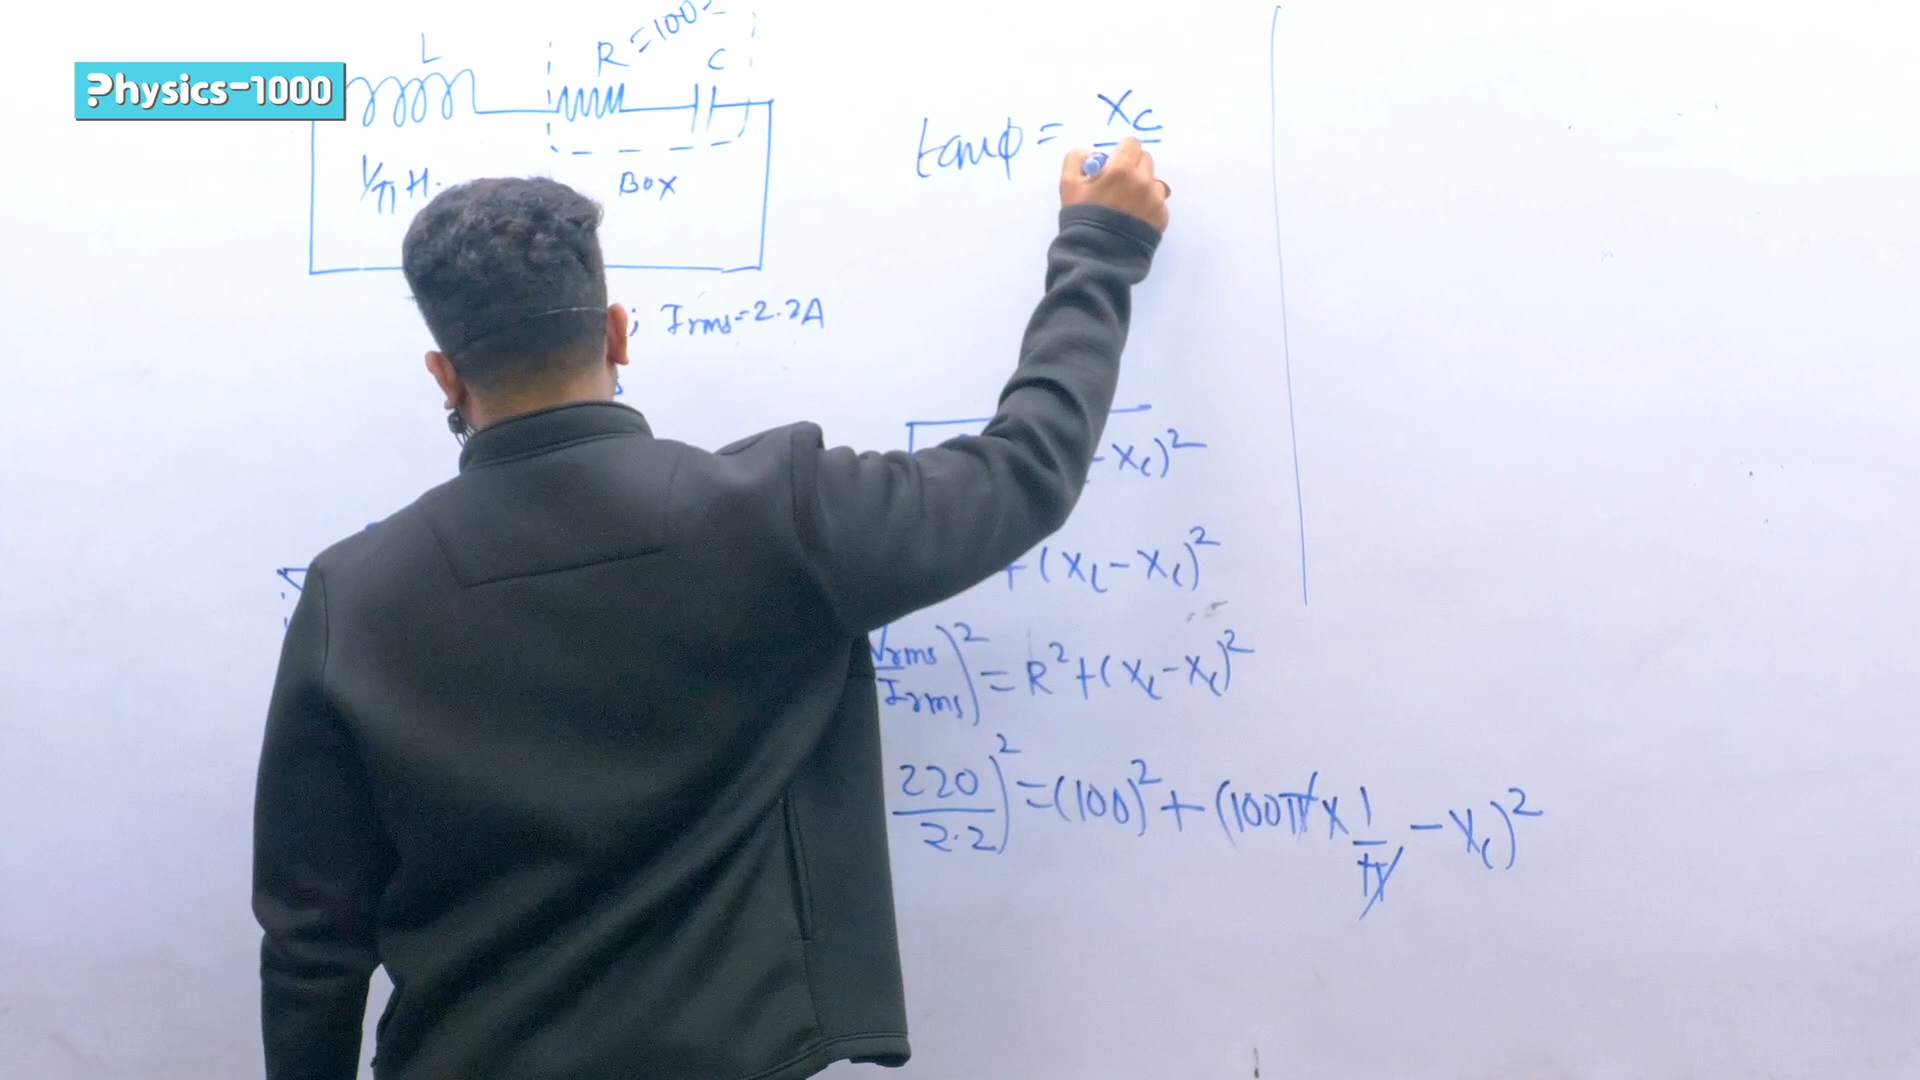 Physics-1000
L
R = 100
C
1/π H.
BOX
; Irms = 2.2A
tanφ = XC
- XC)²
+ (XL - XC)²
Vrms/Irms)² = R² + (XL - XC)²
220/2.2)² = (100)² + (100π x 1/π - XC)²